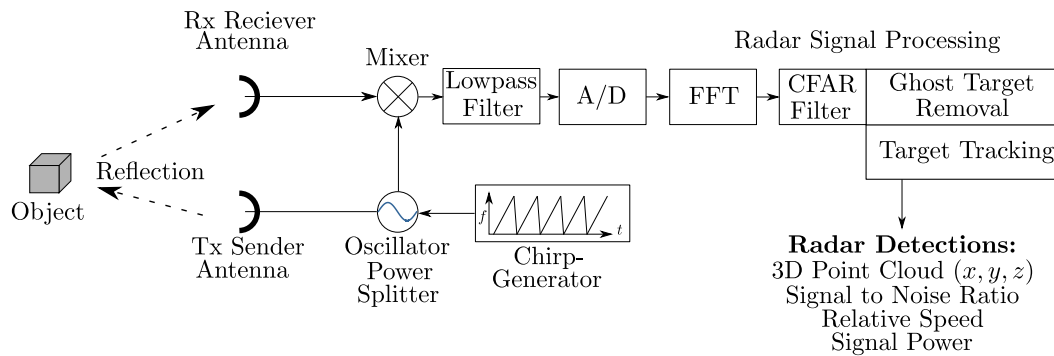 Rx Reciever
Antenna
Mixer
Radar Signal Processing
Lowpass
Filter
A/D
FFT
CFAR
Filter
Ghost Target
Removal
Target Tracking
Reflection
Object
Tx Sender
Antenna
Oscillator
Power
Splitter
f
t
Chirp-
Generator
Radar Detections:
3D Point Cloud (x, y, z)
Signal to Noise Ratio
Relative Speed
Signal Power